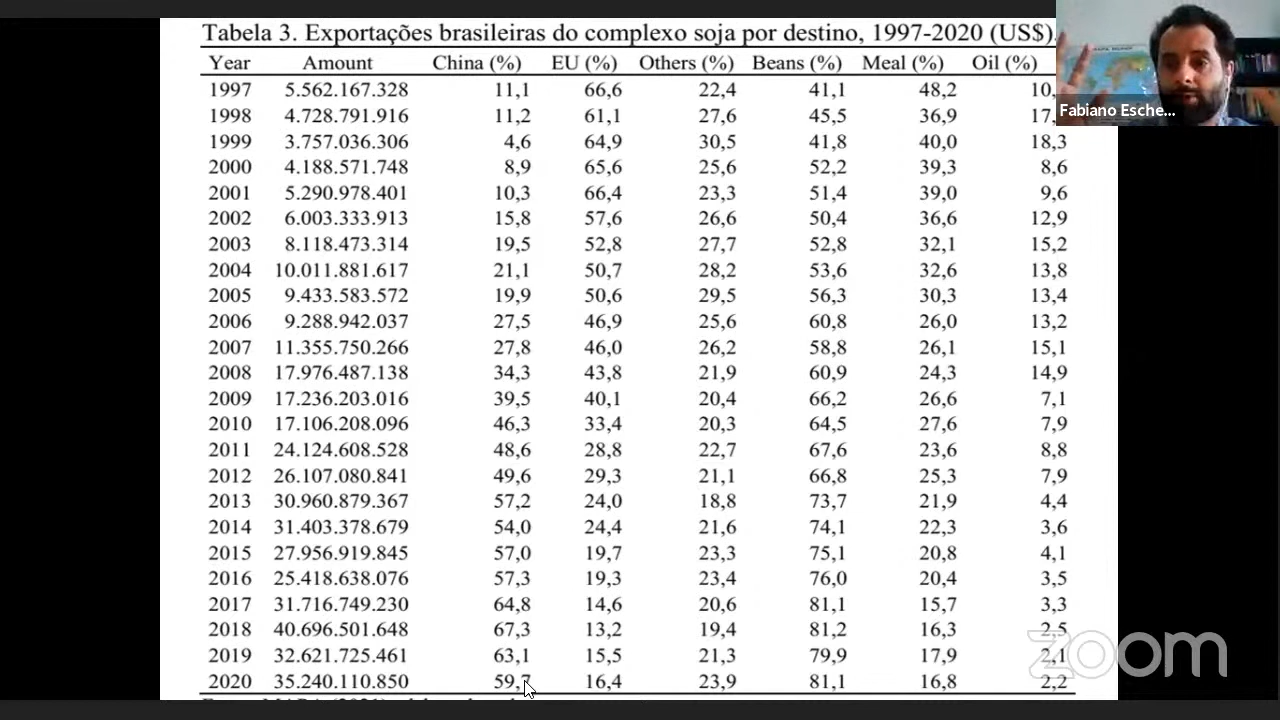 Tabela 3. Exportações brasileiras do complexo soja por destino, 1997-2020 (US$).
Year Amount China (%) EU (%) Others (%) Beans (%) Meal (%) Oil (%)
1997 5.562.167.328 11,1 66,6 22,4 41,1 48,2 10,
1998 4.728.791.916 11,2 61,1 27,6 45,5 36,9 17,
1999 3.757.036.306 4,6 64,9 30,5 41,8 40,0 18,3
2000 4.188.571.748 8,9 65,6 25,6 52,2 39,3 8,6
2001 5.290.978.401 10,3 66,4 23,3 51,4 39,0 9,6
2002 6.003.333.913 15,8 57,6 26,6 50,4 36,6 12,9
2003 8.118.473.314 19,5 52,8 27,7 52,8 32,1 15,2
2004 10.011.881.617 21,1 50,7 28,2 53,6 32,6 13,8
2005 9.433.583.572 19,9 50,6 29,5 56,3 30,3 13,4
2006 9.288.942.037 27,5 46,9 25,6 60,8 26,0 13,2
2007 11.355.750.266 27,8 46,0 26,2 58,8 26,1 15,1
2008 17.976.487.138 34,3 43,8 21,9 60,9 24,3 14,9
2009 17.236.203.016 39,5 40,1 20,4 66,2 26,6 7,1
2010 17.106.208.096 46,3 33,4 20,3 64,5 27,6 7,9
2011 24.124.608.528 48,6 28,8 22,7 67,6 23,6 8,8
2012 26.107.080.841 49,6 29,3 21,1 66,8 25,3 7,9
2013 30.960.879.367 57,2 24,0 18,8 73,7 21,9 4,4
2014 31.403.378.679 54,0 24,4 21,6 74,1 22,3 3,6
2015 27.956.919.845 57,0 19,7 23,3 75,1 20,8 4,1
2016 25.418.638.076 57,3 19,3 23,4 76,0 20,4 3,5
2017 31.716.749.230 64,8 14,6 20,6 81,1 15,7 3,3
2018 40.696.501.648 67,3 13,2 19,4 81,2 16,3 2,5
2019 32.621.725.461 63,1 15,5 21,3 79,9 17,9 2,1
2020 35.240.110.850 59,7 16,4 23,9 81,1 16,8 2,2
Fabiano Esche...
zoom